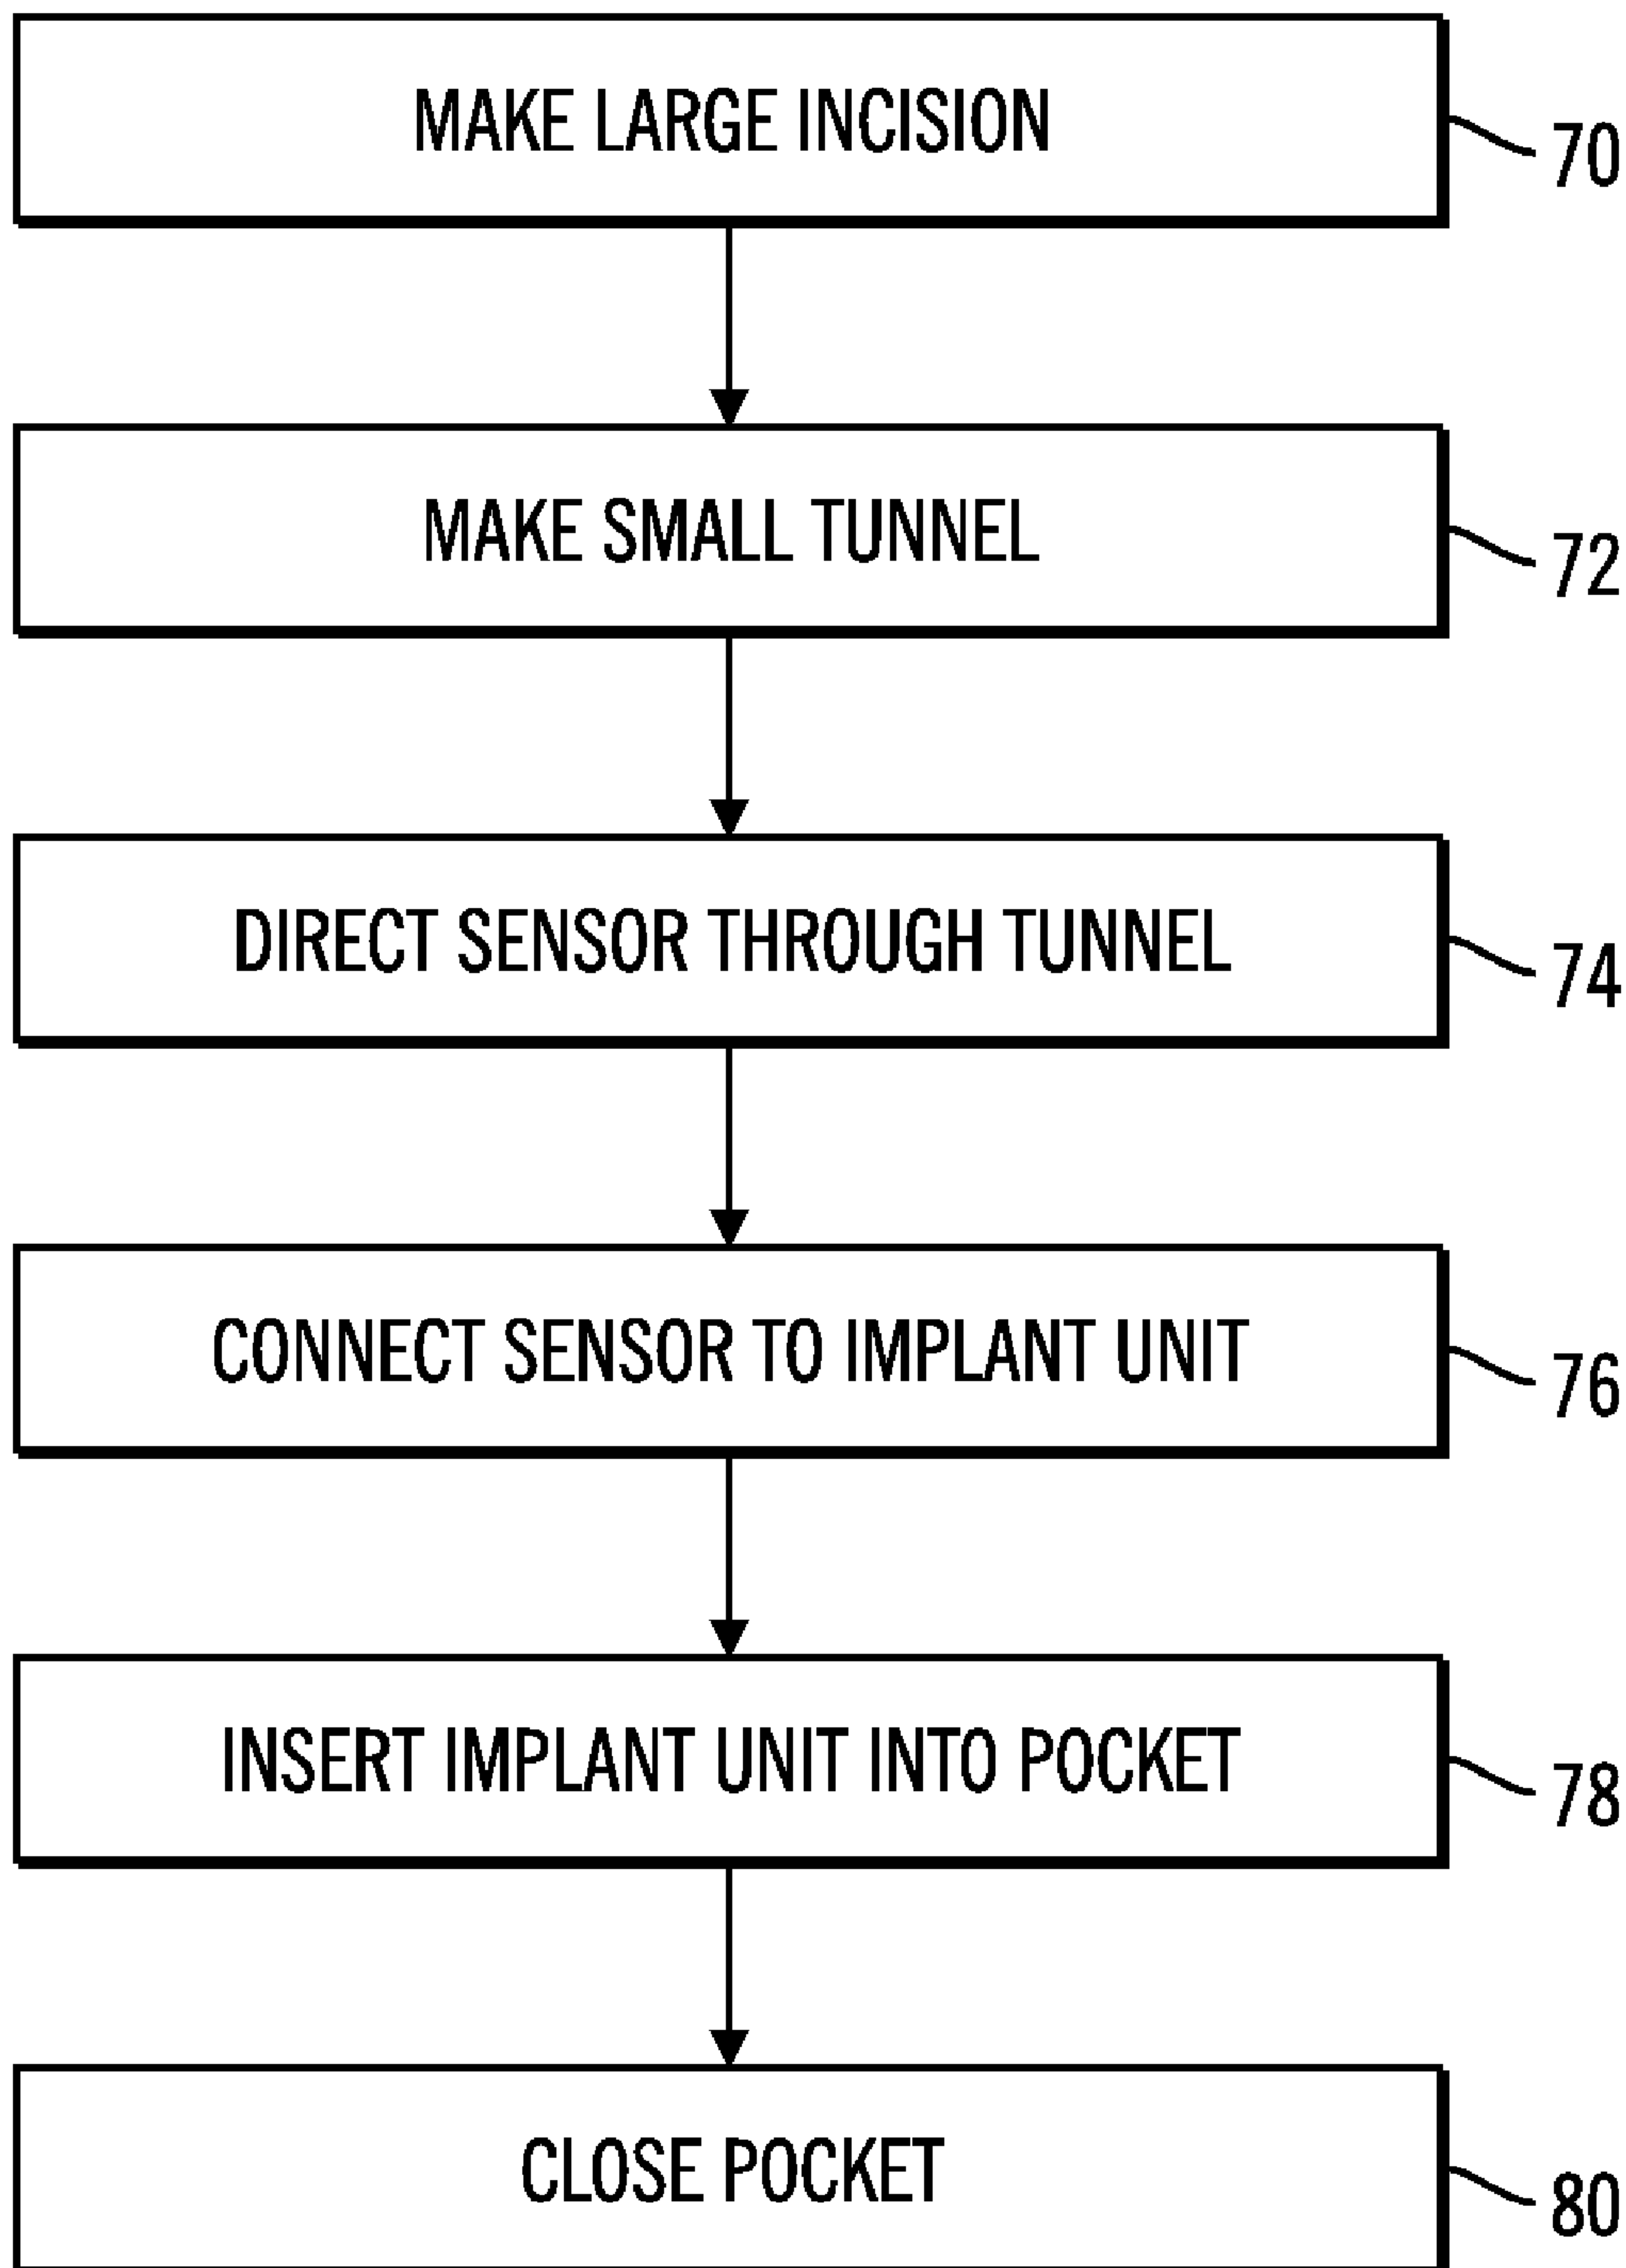 MAKE LARGE INCISION
70
MAKE SMALL TUNNEL
72
DIRECT SENSOR THROUGH TUNNEL
74
CONNECT SENSOR TO IMPLANT UNIT
76
INSERT IMPLANT UNIT INTO POCKET
78
CLOSE POCKET
80